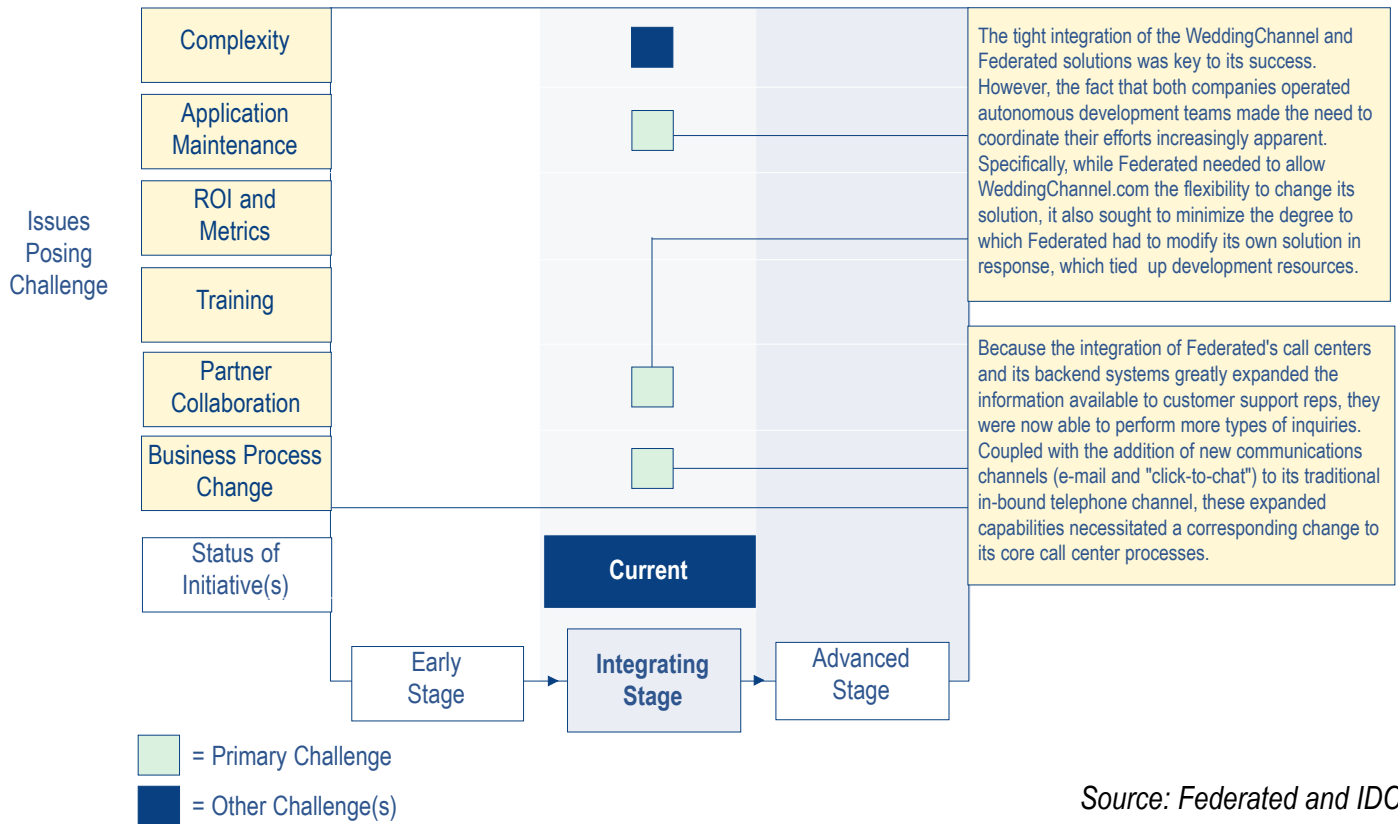 Complexity
Application
Maintenance
ROI and
Metrics
Issues
Posing
Challenge
Training
Partner
Collaboration
Business Process
Change
Status of
Initiative(s)
Current
Early
Stage
Integrating
Stage
Advanced
Stage
The tight integration of the WeddingChannel and
Federated solutions was key to its success.
However, the fact that both companies operated
autonomous development teams made the need to
coordinate their efforts increasingly apparent.
Specifically, while Federated needed to allow
WeddingChannel.com the flexibility to change its
solution, it also sought to minimize the degree to
which Federated had to modify its own solution in
response, which tied up development resources.
Because the integration of Federated's call centers
and its backend systems greatly expanded the
information available to customer support reps, they
were now able to perform more types of inquiries.
Coupled with the addition of new communications
channels (e-mail and "click-to-chat") to its traditional
in-bound telephone channel, these expanded
capabilities necessitated a corresponding change to
its core call center processes.
= Primary Challenge
= Other Challenge(s)
Source: Federated and IDC